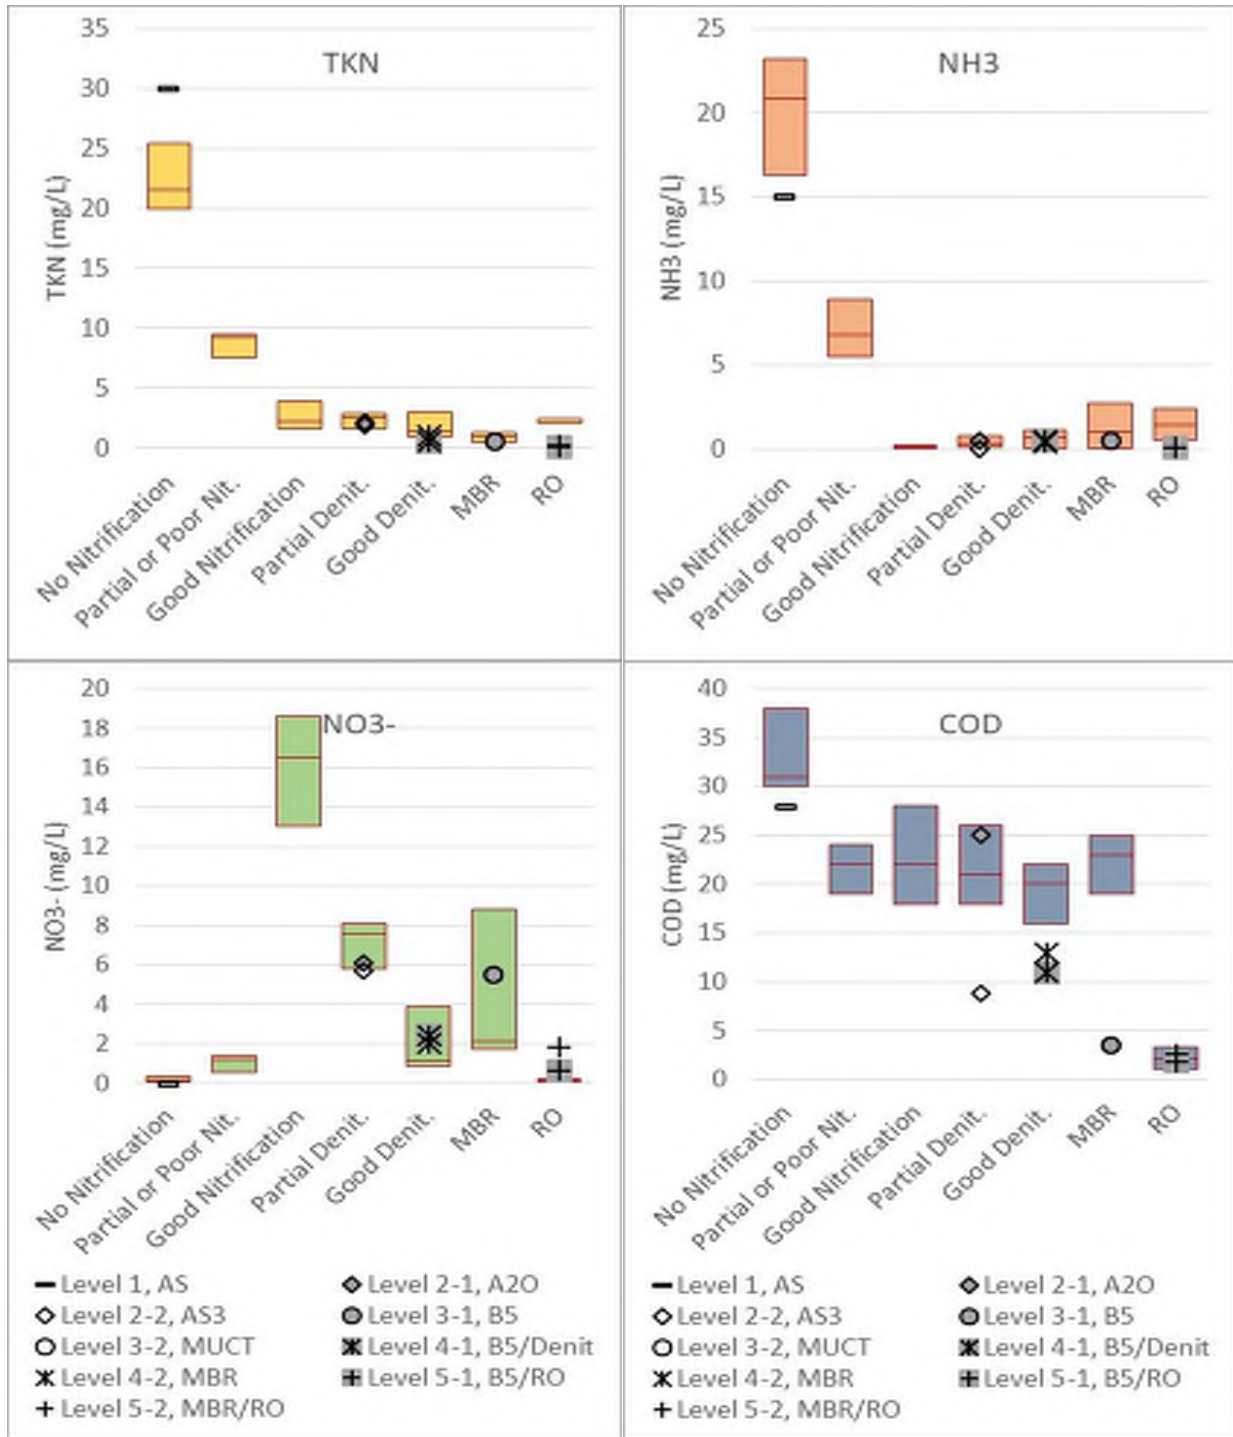 TKN
TKN (mg/L)
35
30
25
20
15
10
5
0
No Nitrification
Partial or Poor Nit.
Good Nitrification
Partial Denit.
Good Denit.
MBR
RO
NH3
NH3 (mg/L)
25
20
15
10
5
0
No Nitrification
Partial or Poor Nit.
Good Nitrification
Partial Denit.
Good Denit.
MBR
RO
NO3-
NO3- (mg/L)
20
18
16
14
12
10
8
6
4
2
0
No Nitrification
Partial or Poor Nit.
Good Nitrification
Partial Denit.
Good Denit.
MBR
RO
Level 1, AS
Level 2-1, A2O
Level 2-2, AS3
Level 3-1, B5
Level 3-2, MUCT
Level 4-1, B5/Denit
Level 4-2, MBR
Level 5-1, B5/RO
Level 5-2, MBR/RO
COD
COD (mg/L)
40
35
30
25
20
15
10
5
0
No Nitrification
Partial or Poor Nit.
Good Nitrification
Partial Denit.
Good Denit.
MBR
RO
Level 1, AS
Level 2-1, A2O
Level 2-2, AS3
Level 3-1, B5
Level 3-2, MUCT
Level 4-1, B5/Denit
Level 4-2, MBR
Level 5-1, B5/RO
Level 5-2, MBR/RO